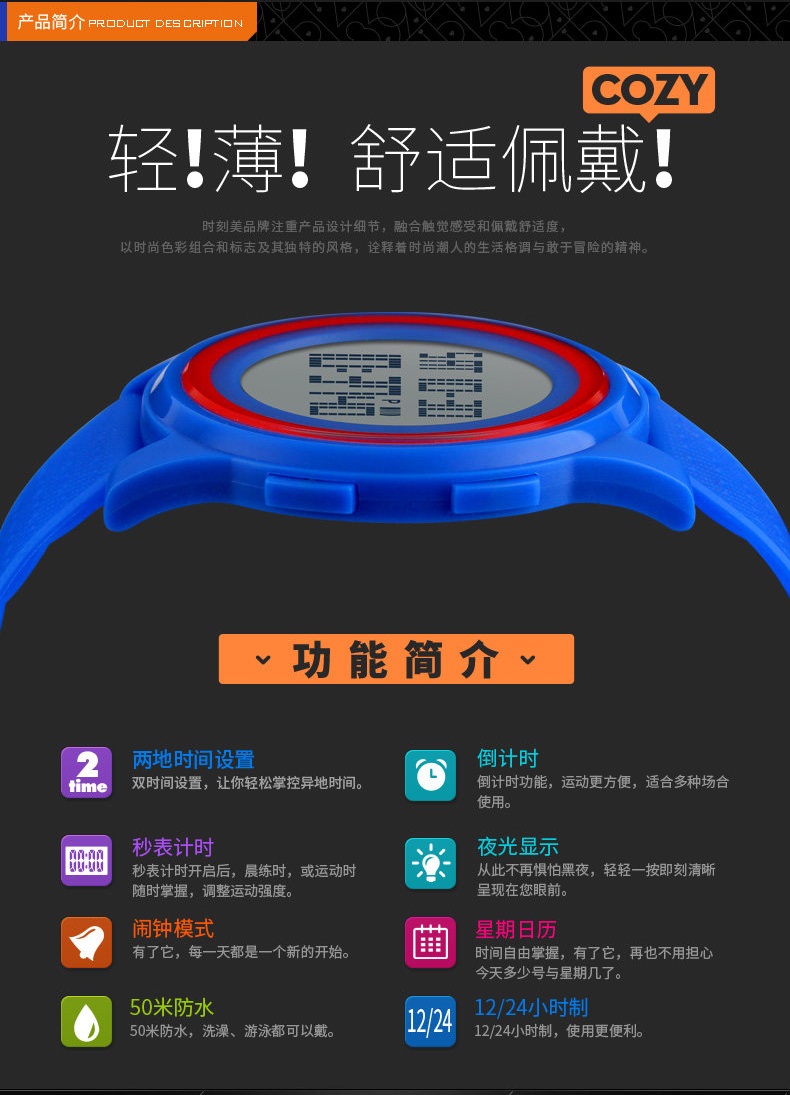 产品简介 PRODUCT DESCRIPTION
COZY
轻!薄! 舒适佩戴!
时刻美品牌注重产品设计细节，融合触觉感受和佩戴舒适度，
以时尚色彩组合和标志及其独特的风格，诠释着时尚潮人的生活格调与敢于冒险的精神。
功能简介
2
time
两地时间设置
双时间设置，让你轻松掌控异地时间。
倒计时
倒计时功能，运动更方便，适合多种场合
使用。
00:00
秒表计时
秒表计时开启后，晨练时，或运动时
随时掌握，调整运动强度。
夜光显示
从此不再惧怕黑夜，轻轻一按即刻清晰
呈现在您眼前。
闹钟模式
有了它，每一天都是一个新的开始。
星期日历
时间自由掌握，有了它，再也不用担心
今天多少号与星期几了。
50米防水
50米防水，洗澡、游泳都可以戴。
12/24
12/24小时制
12/24小时制，使用更便利。